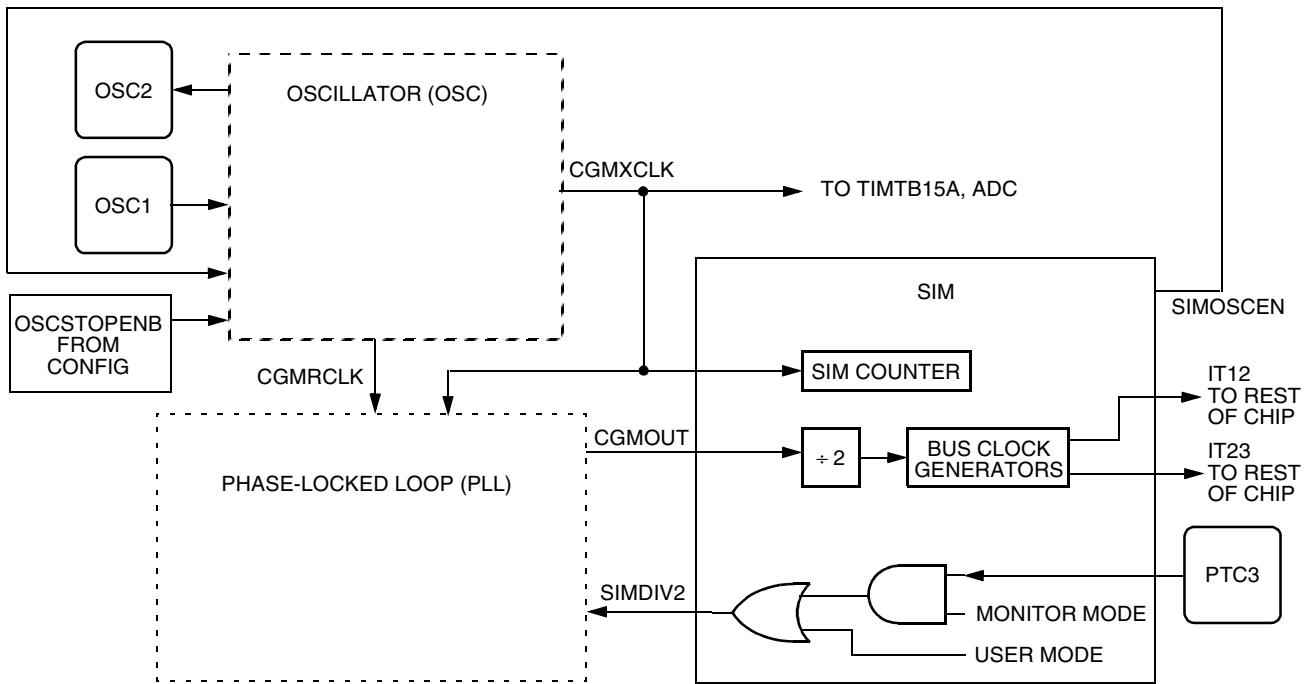 OSC2
OSCILLATOR (OSC)
CGMXCLK
TO TIMTB15A, ADC
OSC1
SIM
SIMOSCEN
OSCSTOPENB
FROM
CONFIG
CGMRCLK
SIM COUNTER
IT12
TO REST
OF CHIP
CGMOUT
÷ 2
BUS CLOCK
GENERATORS
IT23
TO REST
OF CHIP
PHASE-LOCKED LOOP (PLL)
PTC3
SIMDIV2
MONITOR MODE
USER MODE